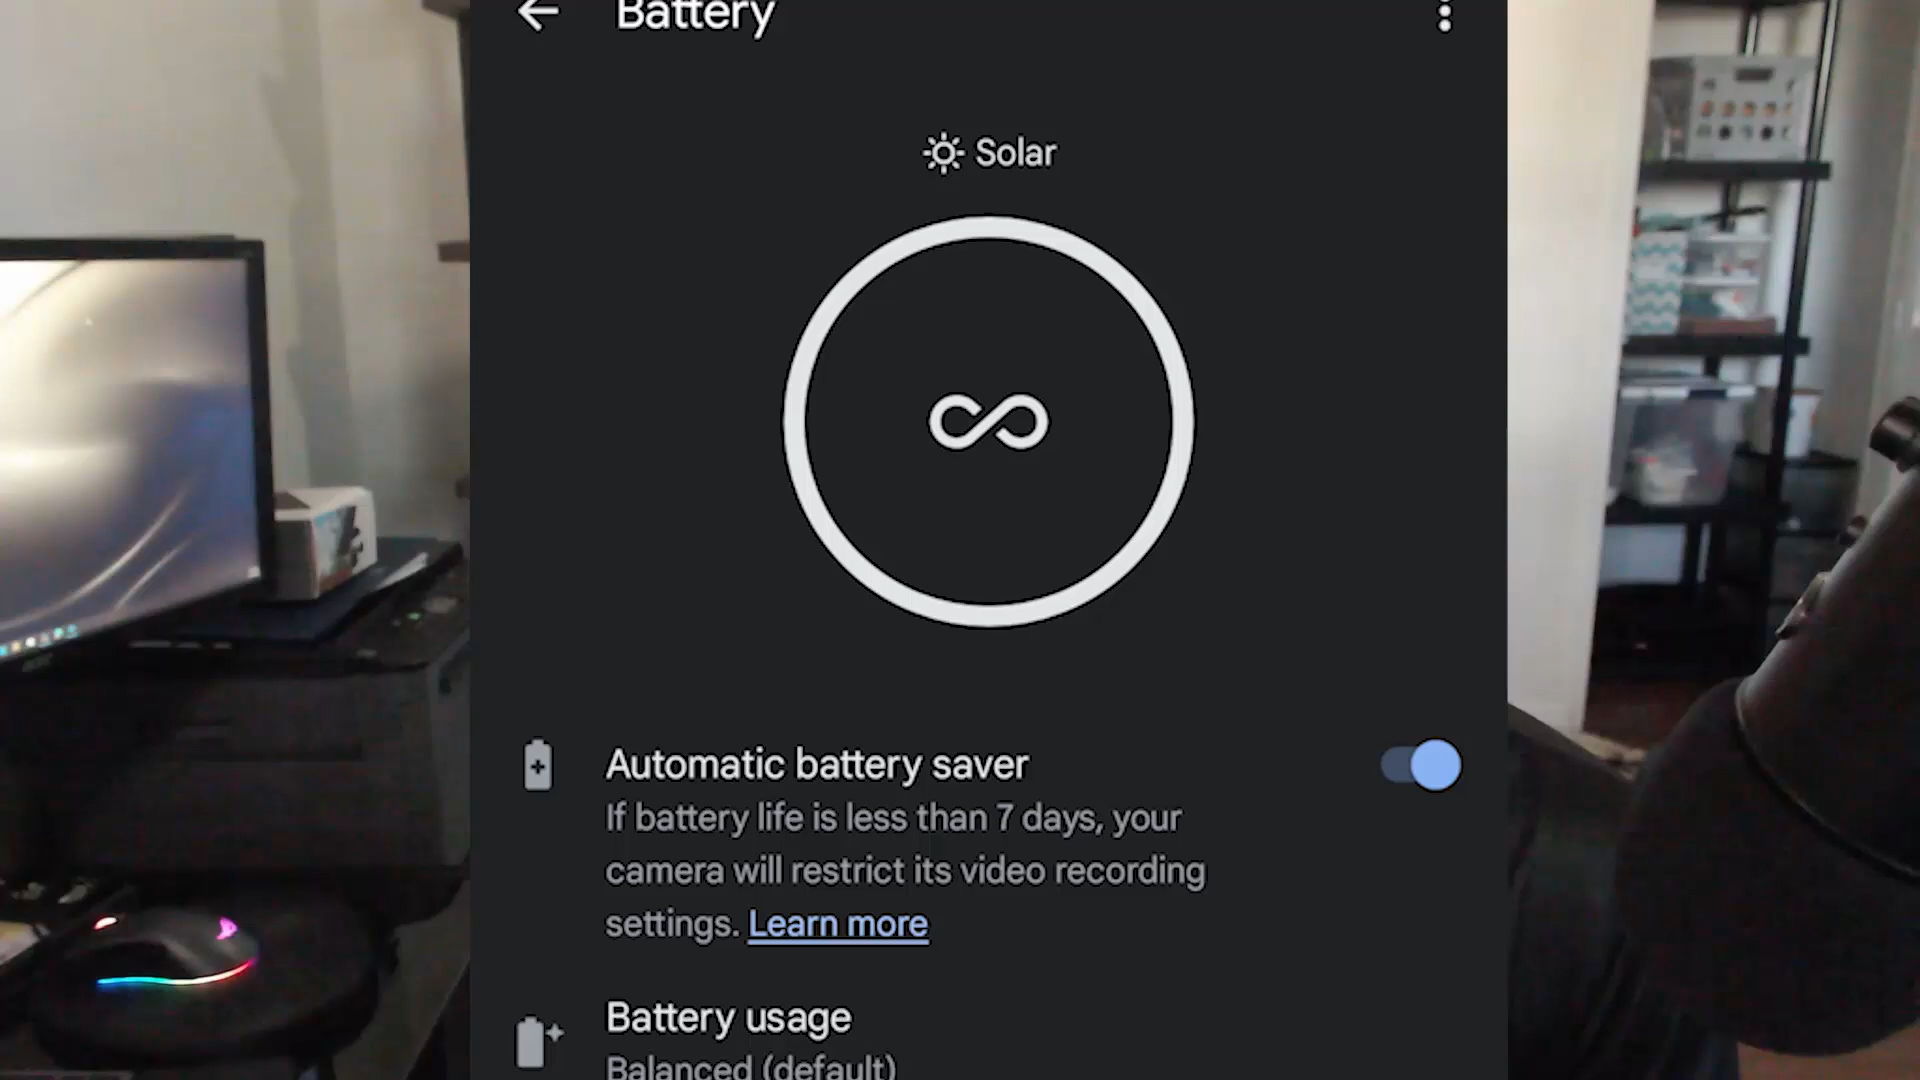 Battery
Solar
Automatic battery saver
If battery life is less than 7 days, your
camera will restrict its video recording
settings. Learn more
Battery usage
Balanced (default)